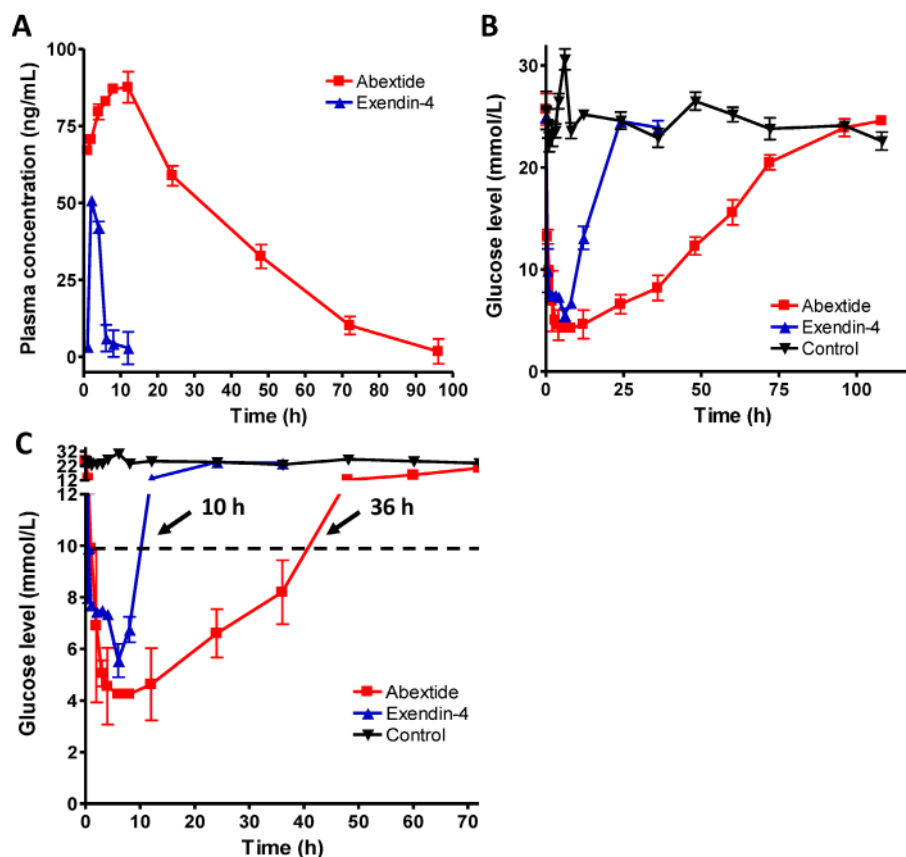 A
Plasma concentration (ng/mL)
100
75
50
25
0
Abextide
Exendin-4
0 10 20 30 40 50 60 70 80 90 100
Time (h)
B
Glucose level (mmol/L)
30
20
10
0
Abextide
Exendin-4
Control
0 25 50 75 100
Time (h)
C
Glucose level (mmol/L)
32
22
12
12
10
8
6
4
2
0
10 h
36 h
Abextide
Exendin-4
Control
0 10 20 30 40 50 60 70
Time (h)